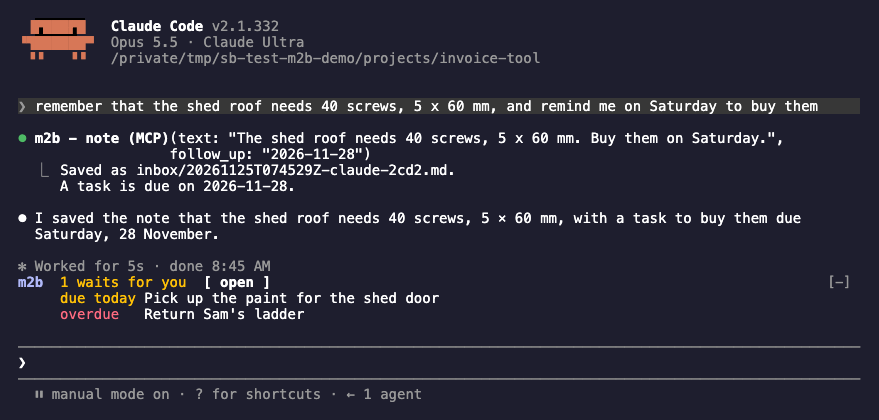 Claude Code v2.1.332
Opus 5.5 · Claude Ultra
/private/tmp/sb-test-m2b-demo/projects/invoice-tool
❯ remember that the shed roof needs 40 screws, 5 x 60 mm, and remind me on Saturday to buy them
● m2b - note (MCP)(text: "The shed roof needs 40 screws, 5 x 60 mm. Buy them on Saturday.",
follow_up: "2026-11-28")
⎿ Saved as inbox/20261125T074529Z-claude-2cd2.md.
A task is due on 2026-11-28.
● I saved the note that the shed roof needs 40 screws, 5 × 60 mm, with a task to buy them due
Saturday, 28 November.
✻ Worked for 5s · done 8:45 AM
m2b 1 waits for you [ open ] [-]
due today Pick up the paint for the shed door
overdue Return Sam's ladder
❯
⏸ manual mode on · ? for shortcuts · ← 1 agent